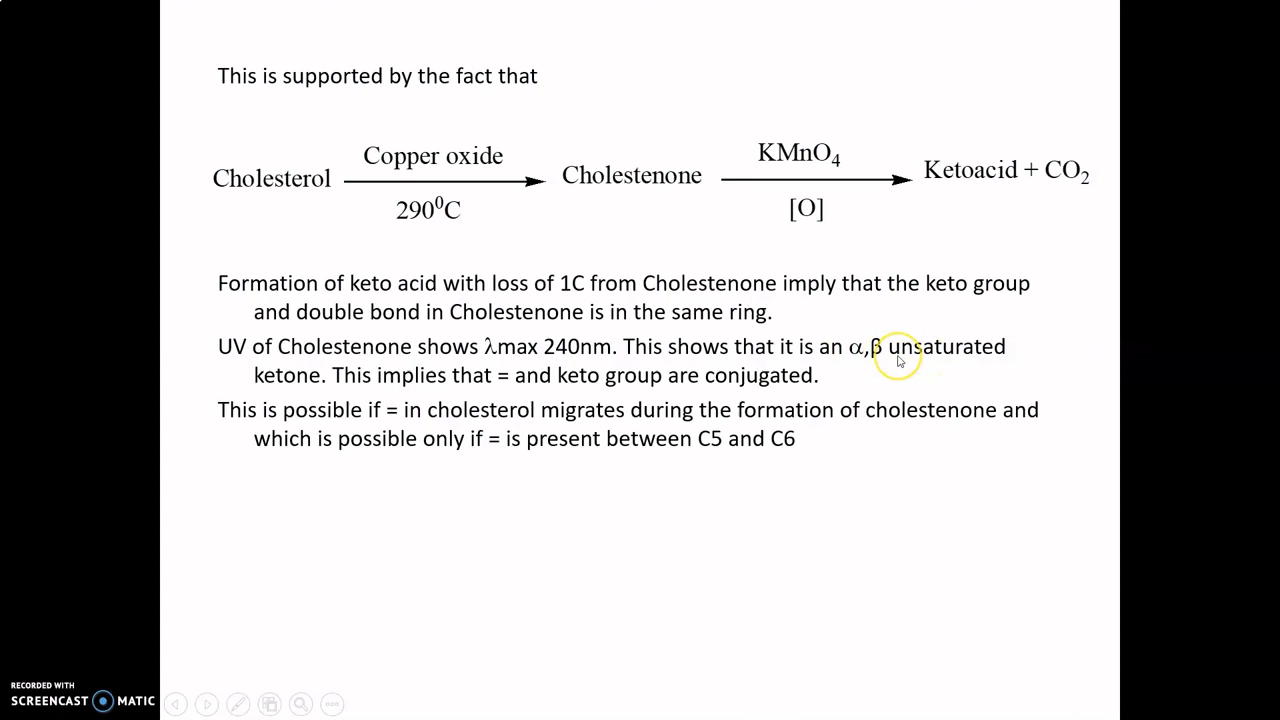 This is supported by the fact that
Cholesterol Copper oxide 290⁰C Cholestenone KMnO₄ [O] Ketoacid + CO₂
Formation of keto acid with loss of 1C from Cholestenone imply that the keto group
and double bond in Cholestenone is in the same ring.
UV of Cholestenone shows λmax 240nm. This shows that it is an α,β unsaturated
ketone. This implies that = and keto group are conjugated.
This is possible if = in cholesterol migrates during the formation of cholestenone and
which is possible only if = is present between C5 and C6
RECORDED WITH
SCREENCAST MATIC